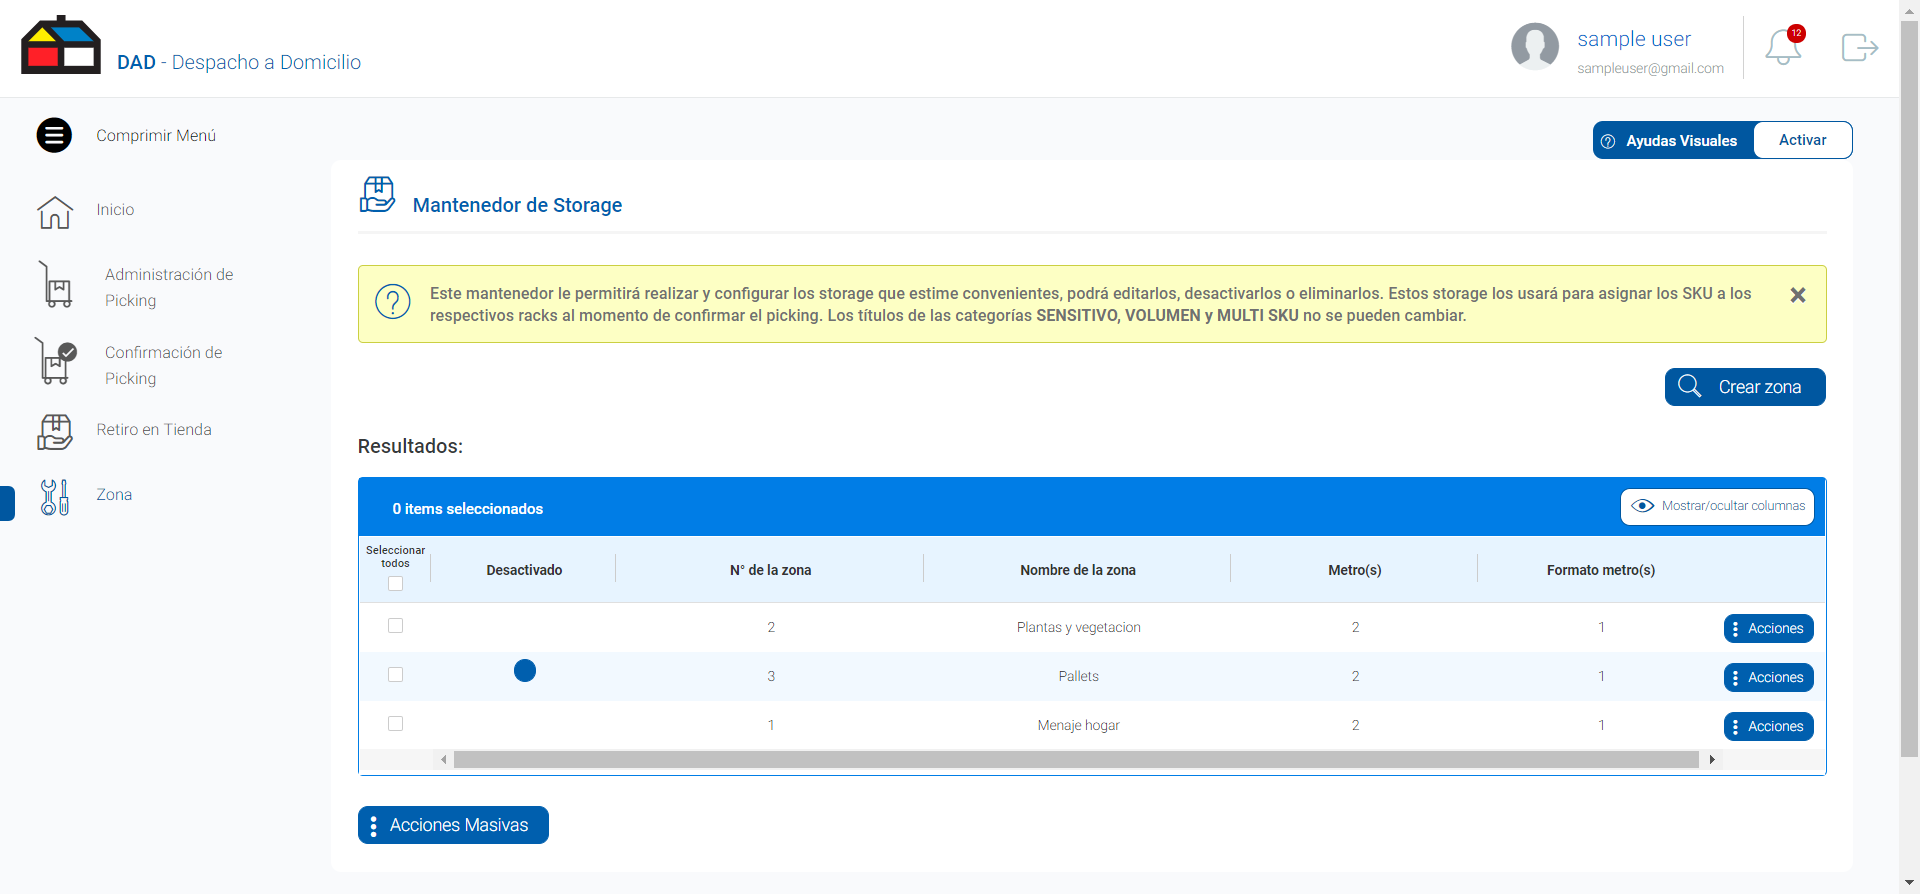 DAD - Despacho a Domicilio
sample user
sampleuser@gmail.com
12
Comprimir Menú
Inicio
Administración de
Picking
Confirmación de
Picking
Retiro en Tienda
Zona
? Ayudas Visuales
Activar
Mantenedor de Storage
? Este mantenedor le permitirá realizar y configurar los storage que estime convenientes, podrá editarlos, desactivarlos o eliminarlos. Estos storage los usará para asignar los SKU a los
respectivos racks al momento de confirmar el picking. Los títulos de las categorías SENSITIVO, VOLUMEN y MULTI SKU no se pueden cambiar.
Crear zona
Resultados:
0 items seleccionados
Mostrar/ocultar columnas
Seleccionar
todos
Desactivado
N° de la zona
Nombre de la zona
Metro(s)
Formato metro(s)
2 Plantas y vegetacion 2 1 Acciones
3 Pallets 2 1 Acciones
1 Menaje hogar 2 1 Acciones
Acciones Masivas